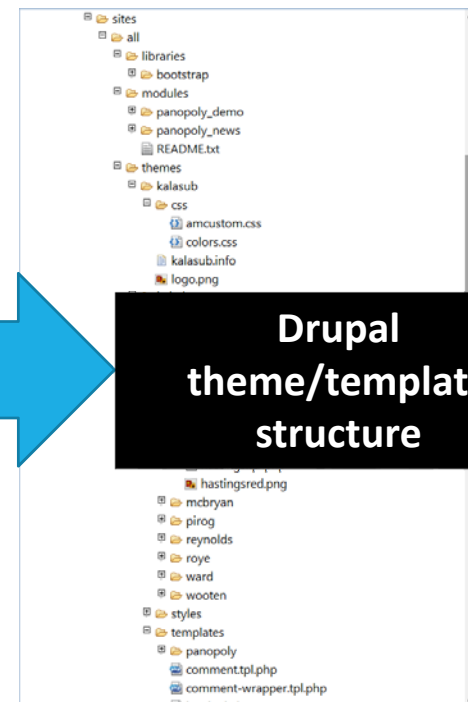 sites
all
libraries
bootstrap
modules
panopoly_demo
panopoly_news
README.txt
themes
kalasub
css
amcustom.css
colors.css
kalasub.info
logo.png
Drupal
theme/templat
structure
hastingsred.png
mcbryan
pirog
reynolds
roye
ward
wooten
styles
templates
panopoly
comment.tpl.php
comment-wrapper.tpl.php